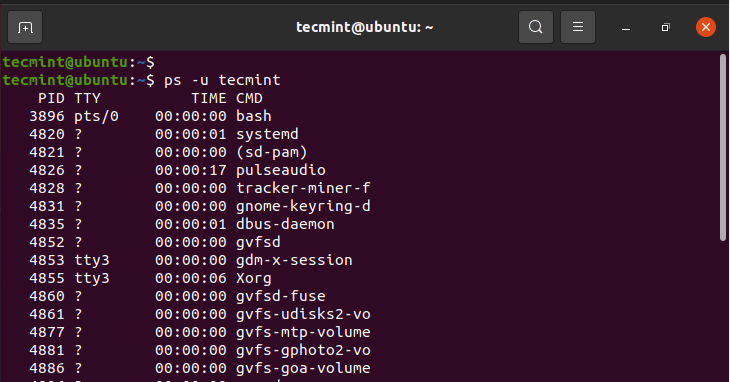 tecmint@ubuntu: ~
tecmint@ubuntu:~$
tecmint@ubuntu:~$ ps -u tecmint
    PID TTY          TIME CMD
   3896 pts/0    00:00:00 bash
   4820 ?        00:00:01 systemd
   4821 ?        00:00:00 (sd-pam)
   4826 ?        00:00:17 pulseaudio
   4828 ?        00:00:00 tracker-miner-f
   4831 ?        00:00:00 gnome-keyring-d
   4835 ?        00:00:01 dbus-daemon
   4852 ?        00:00:00 gvfsd
   4853 tty3     00:00:00 gdm-x-session
   4855 tty3     00:00:06 Xorg
   4860 ?        00:00:00 gvfsd-fuse
   4861 ?        00:00:00 gvfs-udisks2-vo
   4877 ?        00:00:00 gvfs-mtp-volume
   4881 ?        00:00:00 gvfs-gphoto2-vo
   4886 ?        00:00:00 gvfs-goa-volume